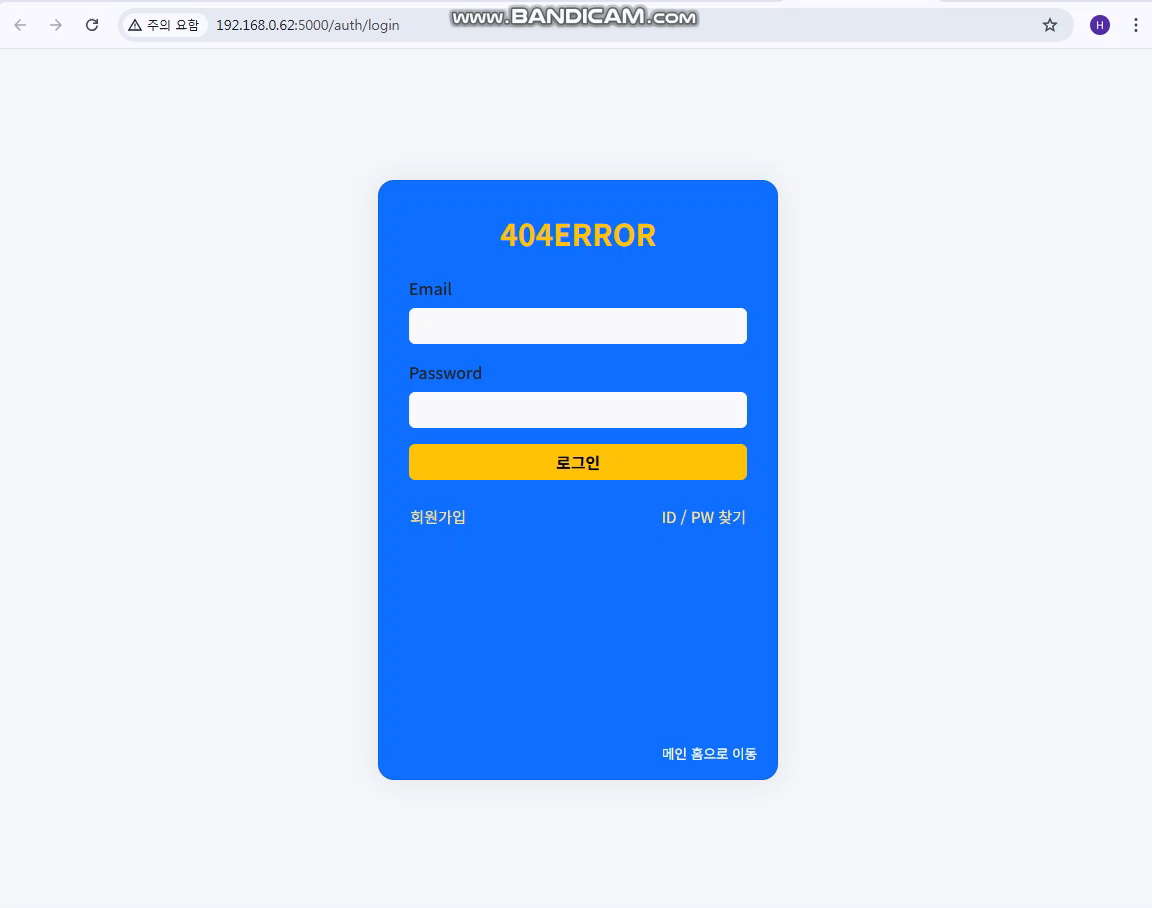 www.BANDICAM.com
주의 요함 192.168.0.62:5000/auth/login H
404ERROR
Email
Password
로그인
회원가입 ID / PW 찾기
메인 홈으로 이동